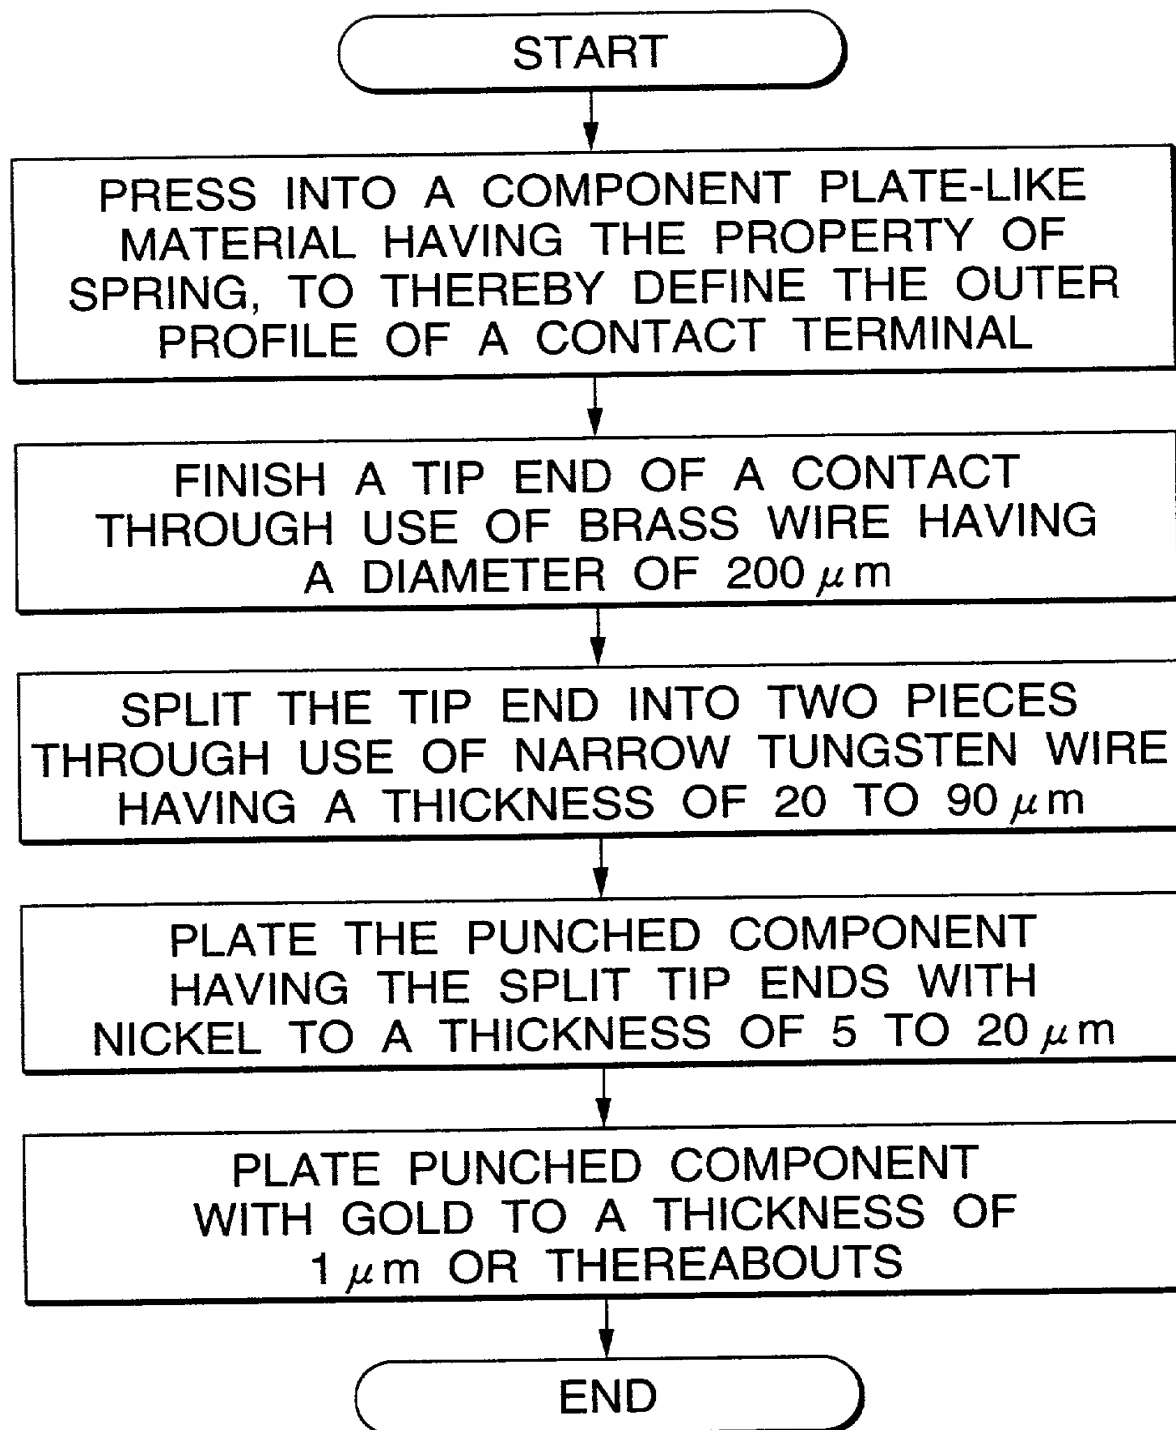 START
PRESS INTO A COMPONENT PLATE-LIKE
MATERIAL HAVING THE PROPERTY OF
SPRING, TO THEREBY DEFINE THE OUTER
PROFILE OF A CONTACT TERMINAL
FINISH A TIP END OF A CONTACT
THROUGH USE OF BRASS WIRE HAVING
A DIAMETER OF 200 μm
SPLIT THE TIP END INTO TWO PIECES
THROUGH USE OF NARROW TUNGSTEN WIRE
HAVING A THICKNESS OF 20 TO 90 μm
PLATE THE PUNCHED COMPONENT
HAVING THE SPLIT TIP ENDS WITH
NICKEL TO A THICKNESS OF 5 TO 20 μm
PLATE PUNCHED COMPONENT
WITH GOLD TO A THICKNESS OF
1 μm OR THEREABOUTS
END